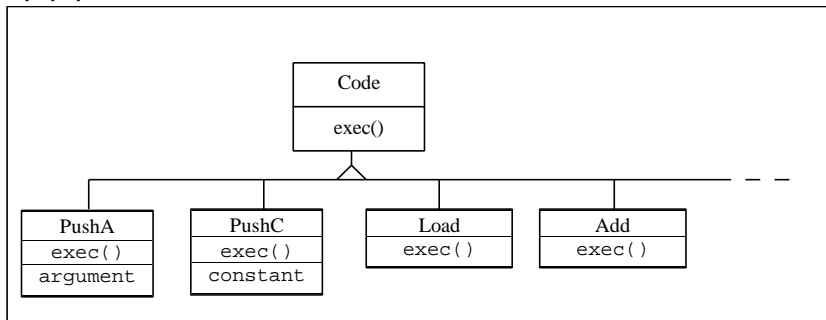 Code
exec()
PushA
exec()
argument
PushC
exec()
constant
Load
exec()
Add
exec()